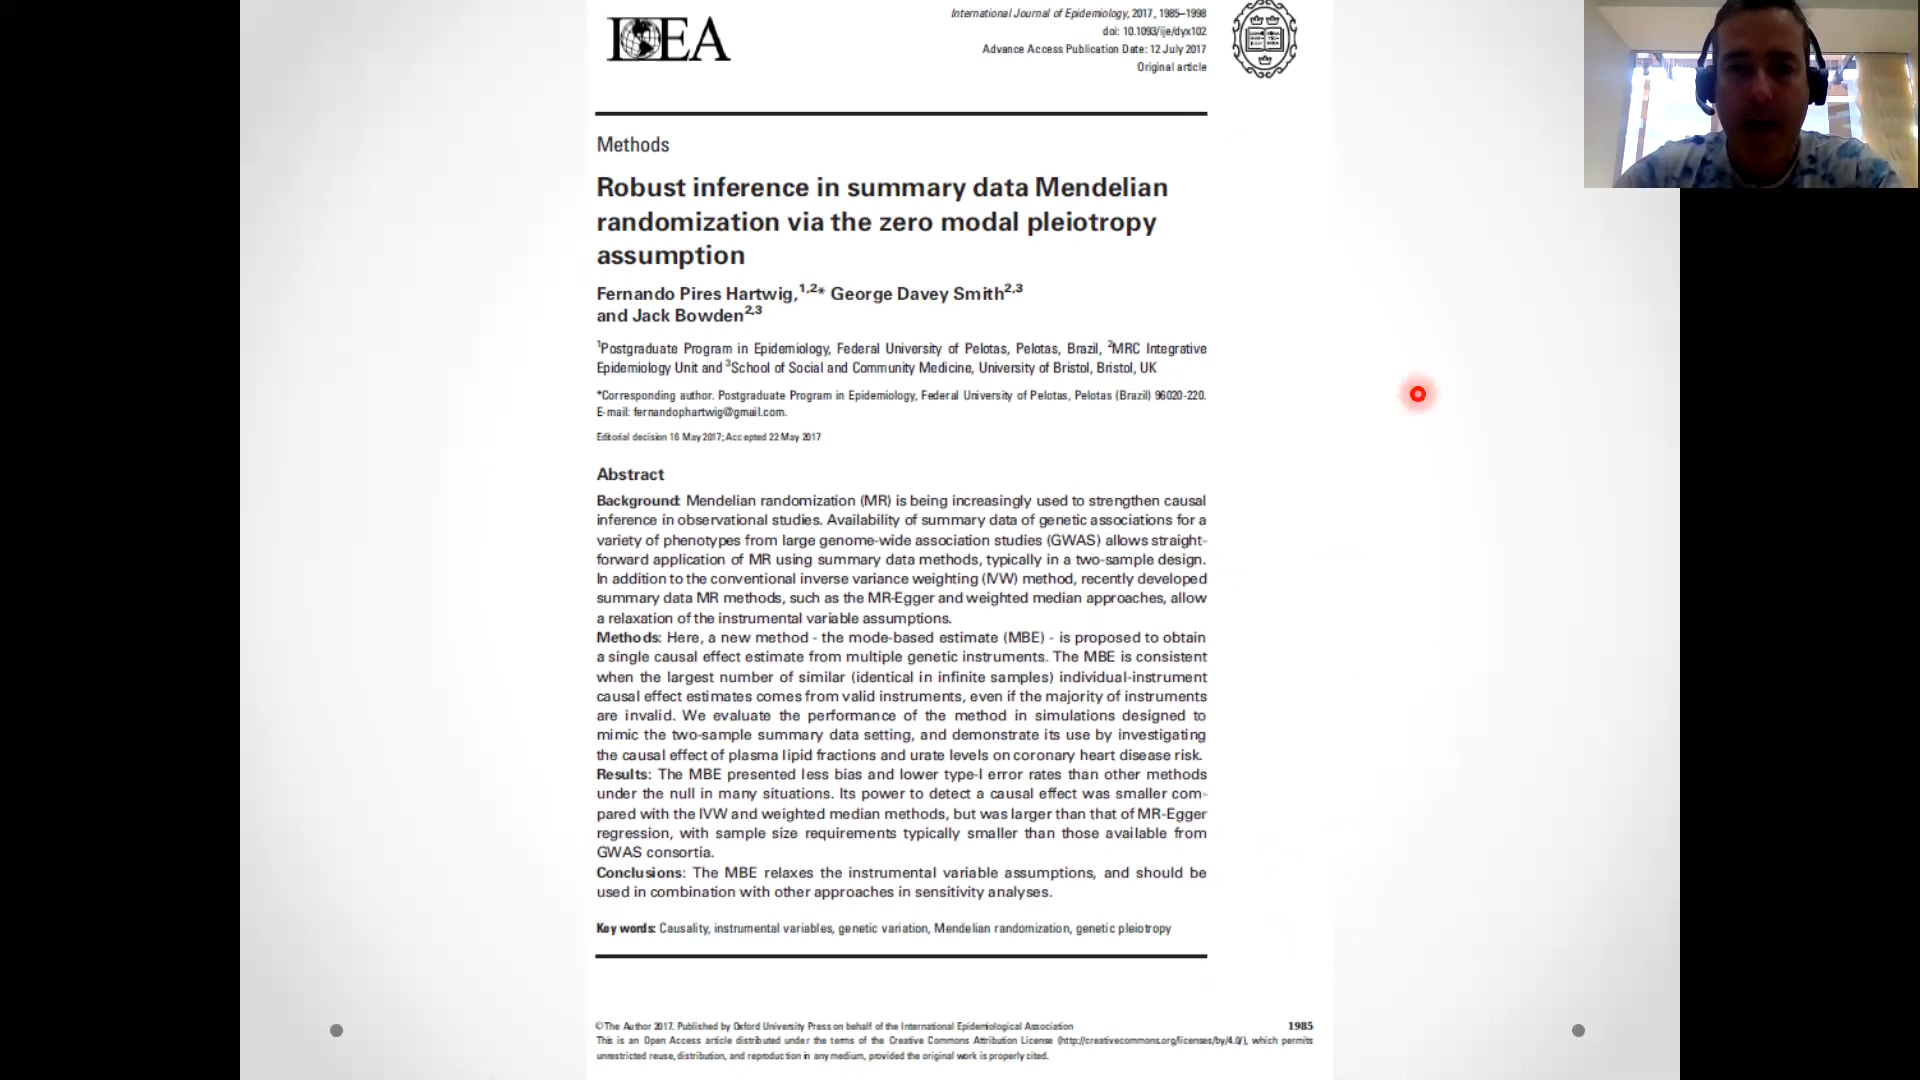 IEA
International Journal of Epidemiology, 2017, 1985–1998
doi: 10.1093/ije/dyx102
Advance Access Publication Date: 12 July 2017
Original article
Methods
Robust inference in summary data Mendelian
randomization via the zero modal pleiotropy
assumption
Fernando Pires Hartwig,1,2* George Davey Smith2,3
and Jack Bowden2,3
1Postgraduate Program in Epidemiology, Federal University of Pelotas, Pelotas, Brazil, 2MRC Integrative
Epidemiology Unit and 3School of Social and Community Medicine, University of Bristol, Bristol, UK
*Corresponding author. Postgraduate Program in Epidemiology, Federal University of Pelotas, Pelotas (Brazil) 96020-220.
E-mail: fernandophartwig@gmail.com.
Editorial decision 16 May 2017; Accepted 22 May 2017
Abstract
Background: Mendelian randomization (MR) is being increasingly used to strengthen causal
inference in observational studies. Availability of summary data of genetic associations for a
variety of phenotypes from large genome-wide association studies (GWAS) allows straight-
forward application of MR using summary data methods, typically in a two-sample design.
In addition to the conventional inverse variance weighting (IVW) method, recently developed
summary data MR methods, such as the MR-Egger and weighted median approaches, allow
a relaxation of the instrumental variable assumptions.
Methods: Here, a new method - the mode-based estimate (MBE) - is proposed to obtain
a single causal effect estimate from multiple genetic instruments. The MBE is consistent
when the largest number of similar (identical in infinite samples) individual-instrument
causal effect estimates comes from valid instruments, even if the majority of instruments
are invalid. We evaluate the performance of the method in simulations designed to
mimic the two-sample summary data setting, and demonstrate its use by investigating
the causal effect of plasma lipid fractions and urate levels on coronary heart disease risk.
Results: The MBE presented less bias and lower type-I error rates than other methods
under the null in many situations. Its power to detect a causal effect was smaller com-
pared with the IVW and weighted median methods, but was larger than that of MR-Egger
regression, with sample size requirements typically smaller than those available from
GWAS consortia.
Conclusions: The MBE relaxes the instrumental variable assumptions, and should be
used in combination with other approaches in sensitivity analyses.
Key words: Causality, instrumental variables, genetic variation, Mendelian randomization, genetic pleiotropy
©The Author 2017. Published by Oxford University Press on behalf of the International Epidemiological Association
1985
This is an Open Access article distributed under the terms of the Creative Commons Attribution License (http://creativecommons.org/licenses/by/4.0/), which permits
unrestricted reuse, distribution, and reproduction in any medium, provided the original work is properly cited.